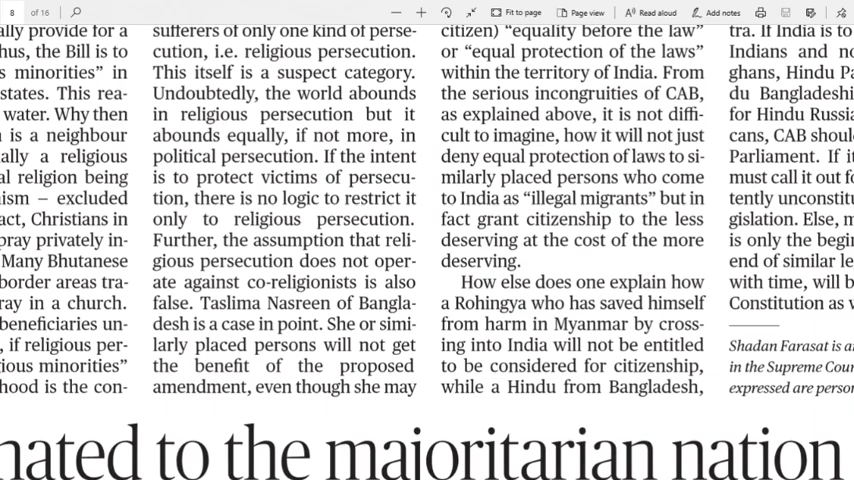 8 of 16 Fit to page Page view Read aloud Add notes
ally provide for a
hus, the Bill is to
s minorities” in
states. This rea-
water. Why then
is a neighbour
ally a religious
al religion being
ism – excluded
act, Christians in
pray privately in-
Many Bhutanese
border areas tra-
ray in a church.
beneficiaries un-
, if religious per-
gious minorities”
hood is the con-
sufferers of only one kind of perse-
cution, i.e. religious persecution.
This itself is a suspect category.
Undoubtedly, the world abounds
in religious persecution but it
abounds equally, if not more, in
political persecution. If the intent
is to protect victims of persecu-
tion, there is no logic to restrict it
only to religious persecution.
Further, the assumption that reli-
gious persecution does not oper-
ate against co-religionists is also
false. Taslima Nasreen of Bangla-
desh is a case in point. She or simi-
larly placed persons will not get
the benefit of the proposed
amendment, even though she may
citizen) “equality before the law”
or “equal protection of the laws”
within the territory of India. From
the serious incongruities of CAB,
as explained above, it is not diffi-
cult to imagine, how it will not just
deny equal protection of laws to si-
milarly placed persons who come
to India as “illegal migrants” but in
fact grant citizenship to the less
deserving at the cost of the more
deserving.
How else does one explain how
a Rohingya who has saved himself
from harm in Myanmar by cross-
ing into India will not be entitled
to be considered for citizenship,
while a Hindu from Bangladesh,
tra. If India is to
Indians and no
ghans, Hindu Pa
du Bangladeshi
for Hindu Russia
cans, CAB shoul
Parliament. If it
must call it out fo
tently unconstitu
gislation. Else, m
is only the begin
end of similar le
with time, will b
Constitution as w
Shadan Farasat is a
in the Supreme Cour
expressed are person
nated to the majoritarian nation